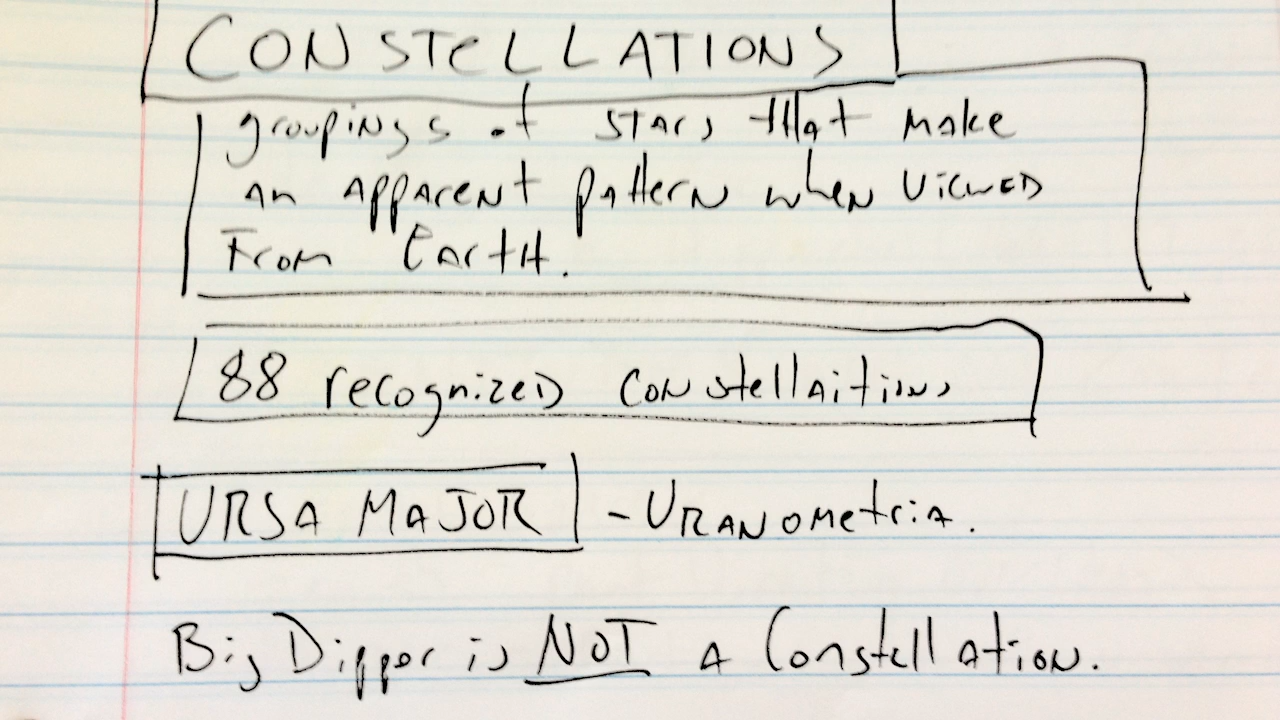 CONSTELLATIONS
groupings of stars that make
an apparent pattern when viewed
from Earth.
88 recognized constellaitions
URSA MAJOR - URANOMetria.
Big Dipper is NOT a Constellation.